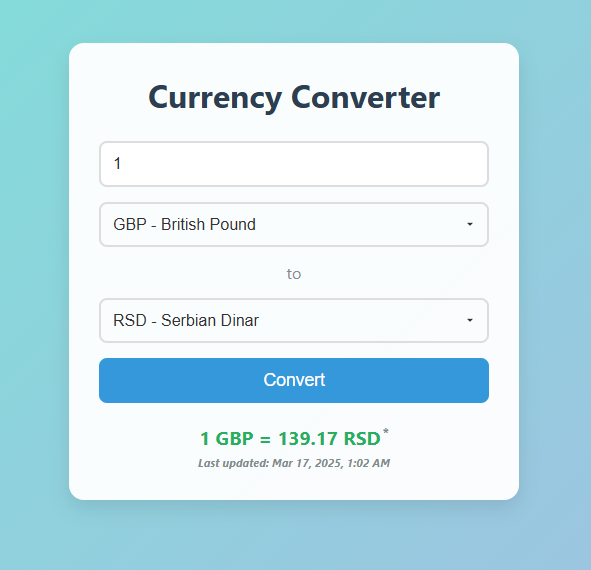 Currency Converter
1
GBP - British Pound
to
RSD - Serbian Dinar
Convert
1 GBP = 139.17 RSD*
Last updated: Mar 17, 2025, 1:02 AM